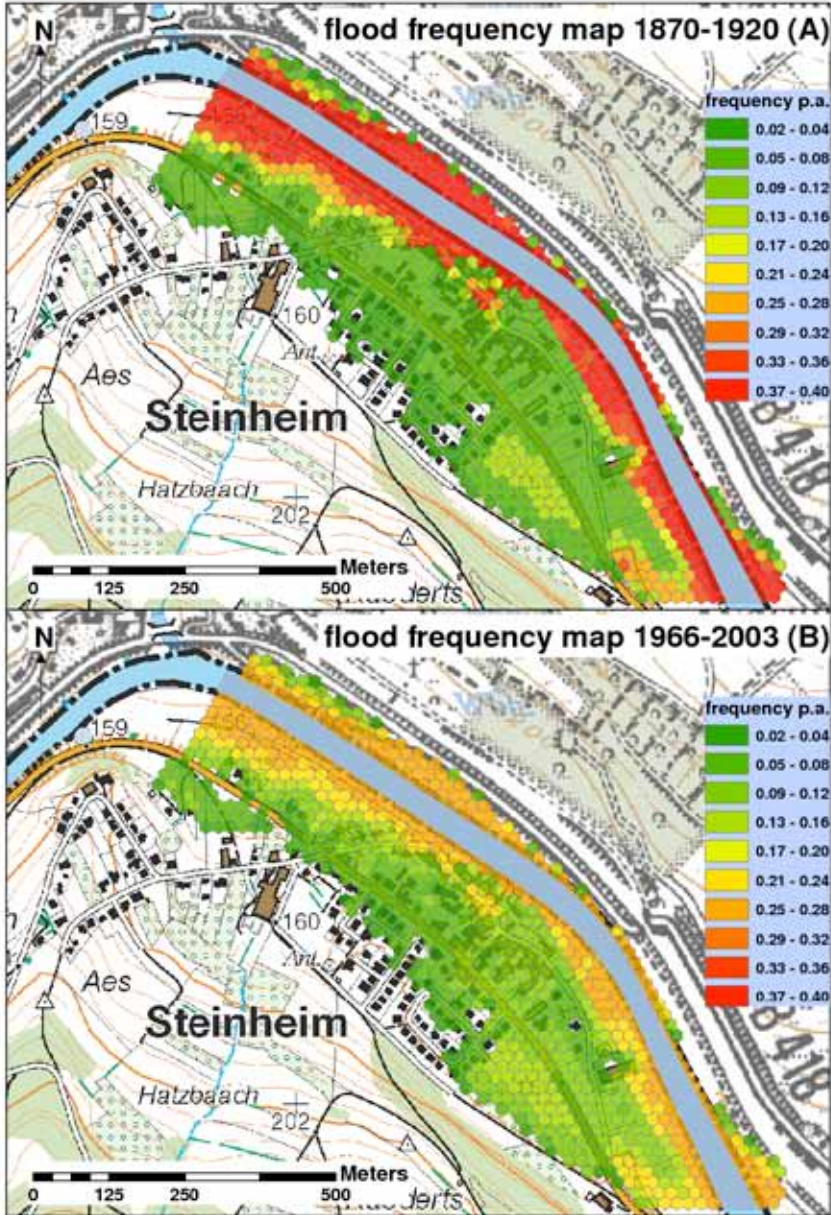 flood frequency map 1870-1920 (A)
N
frequency p.a.
0.02 - 0.04
0.05 - 0.08
0.09 - 0.12
0.13 - 0.16
0.17 - 0.20
0.21 - 0.24
0.25 - 0.28
0.29 - 0.32
0.33 - 0.36
0.37 - 0.40
159
160
Aes
Steinheim
Hatzbaach
202
B 418
Meters
0 125 250 500
flood frequency map 1966-2003 (B)
N
frequency p.a.
0.02 - 0.04
0.05 - 0.08
0.09 - 0.12
0.13 - 0.16
0.17 - 0.20
0.21 - 0.24
0.25 - 0.28
0.29 - 0.32
0.33 - 0.36
0.37 - 0.40
159
160
Aes
Steinheim
Hatzbaach
202
B 418
Meters
0 125 250 500